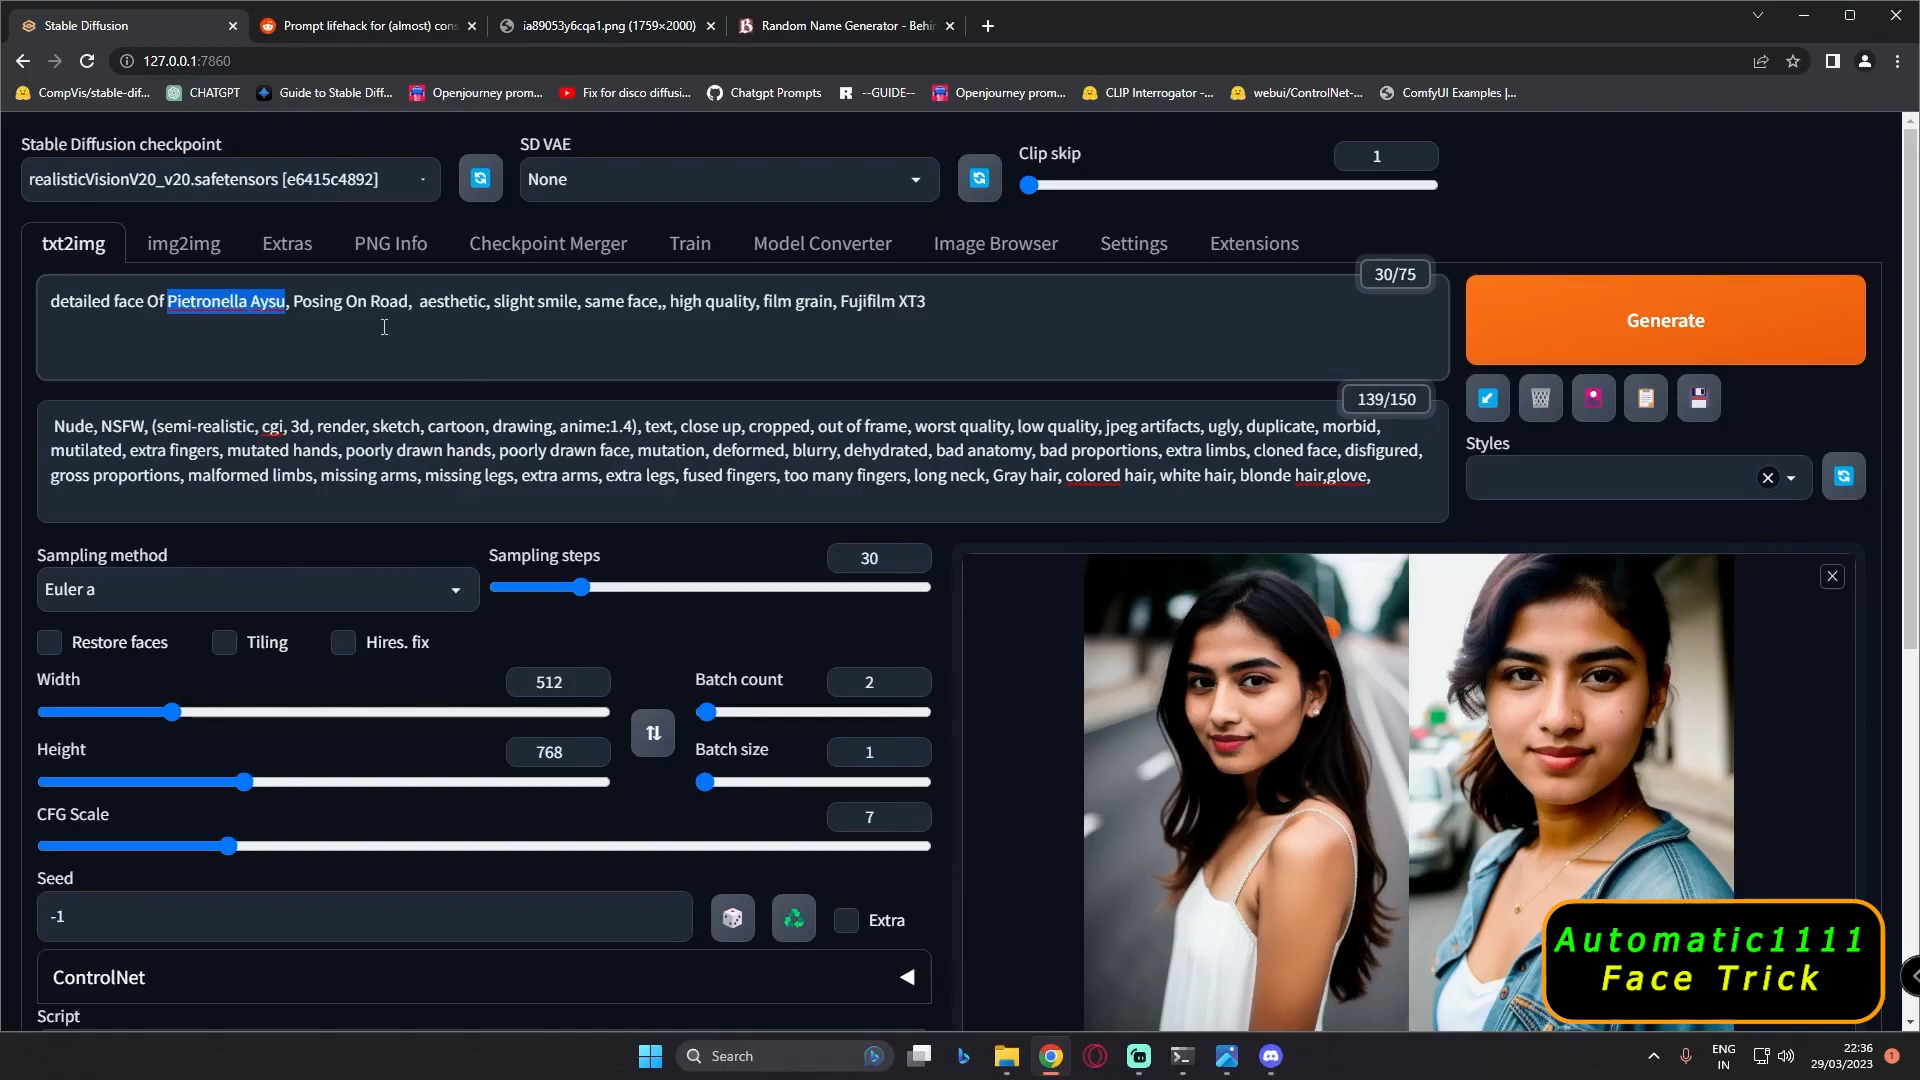 Stable Diffusion
Prompt lifehack for (almost) cons
ia89053y6cqa1.png (1759×2000)
Random Name Generator - Behin
127.0.0.1:7860
CompVis/stable-dif...
CHATGPT
Guide to Stable Diff...
Openjourney prom...
Fix for disco diffusi...
Chatgpt Prompts
--GUIDE--
Openjourney prom...
CLIP Interrogator -...
webui/ControlNet-...
ComfyUI Examples |...
Stable Diffusion checkpoint
SD VAE
Clip skip
1
realisticVisionV20_v20.safetensors [e6415c4892]
None
txt2img
img2img
Extras
PNG Info
Checkpoint Merger
Train
Model Converter
Image Browser
Settings
Extensions
30/75
detailed face Of Pietronella Aysu, Posing On Road,  aesthetic, slight smile, same face,, high quality, film grain, Fujifilm XT3
Generate
139/150
Nude, NSFW, (semi-realistic, cgi, 3d, render, sketch, cartoon, drawing, anime:1.4), text, close up, cropped, out of frame, worst quality, low quality, jpeg artifacts, ugly, duplicate, morbid,
mutilated, extra fingers, mutated hands, poorly drawn hands, poorly drawn face, mutation, deformed, blurry, dehydrated, bad anatomy, bad proportions, extra limbs, cloned face, disfigured,
gross proportions, malformed limbs, missing arms, missing legs, extra arms, extra legs, fused fingers, too many fingers, long neck, Gray hair, colored hair, white hair, blonde hair,glove,
Styles
Sampling method
Sampling steps
30
Euler a
Restore faces
Tiling
Hires. fix
Width
512
Batch count
2
Height
768
Batch size
1
CFG Scale
7
Seed
-1
Extra
ControlNet
Script
Automatic1111
Face Trick
Search
ENG
IN
22:36
29/03/2023
1